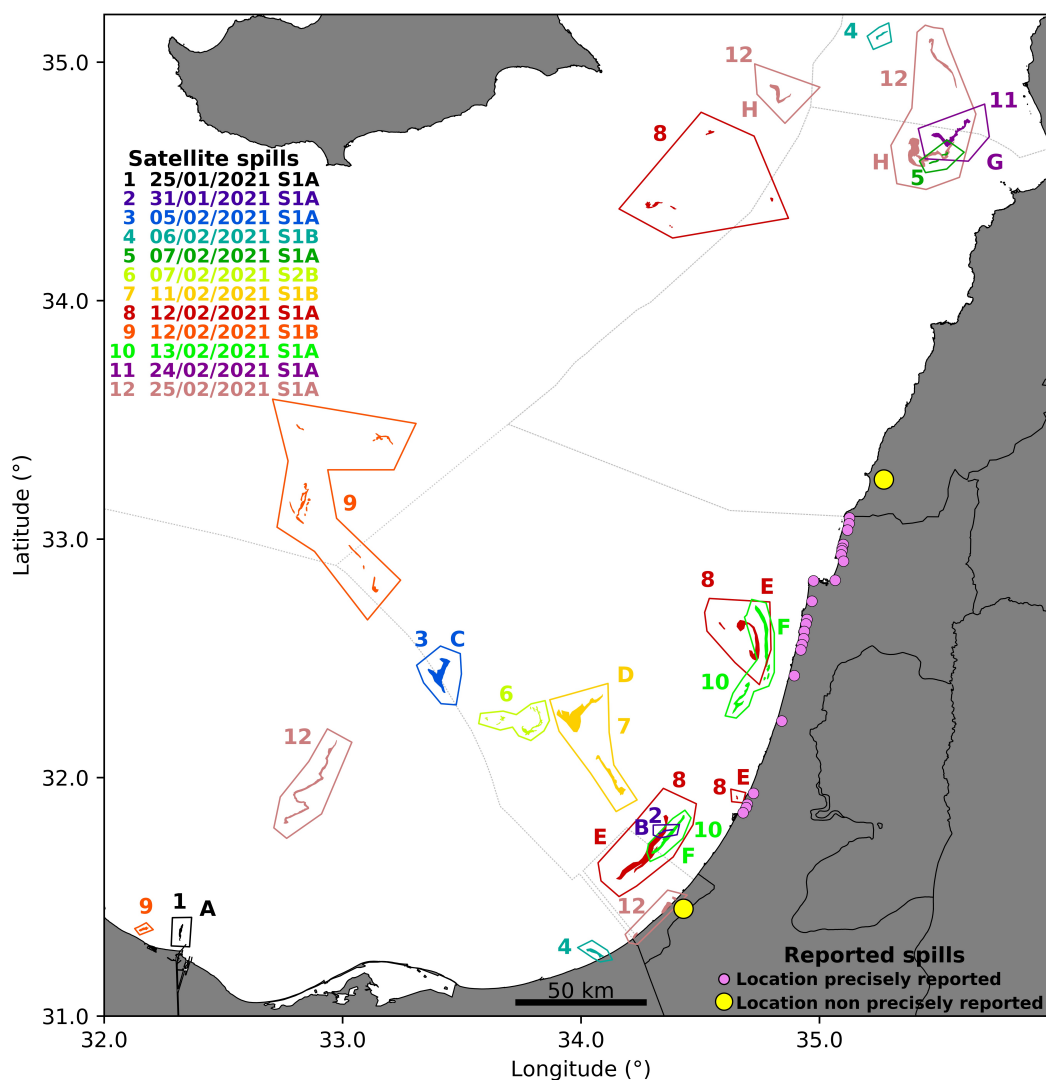 35.0
34.0
33.0
32.0
31.0
Latitude (°)
32.0 33.0 34.0 35.0
Longitude (°)
Satellite spills
1 25/01/2021 S1A
2 31/01/2021 S1A
3 05/02/2021 S1A
4 06/02/2021 S1B
5 07/02/2021 S1A
6 07/02/2021 S2B
7 11/02/2021 S1B
8 12/02/2021 S1A
9 12/02/2021 S1B
10 13/02/2021 S1A
11 24/02/2021 S1A
12 25/02/2021 S1A
4
12
H
12
11
8
H
5
G
9
8
E
F
10
3 C
6
D
7
12
8
E
8
2
B
10
E
F
12
4
9
1
A
50 km
Reported spills
Location precisely reported
Location non precisely reported